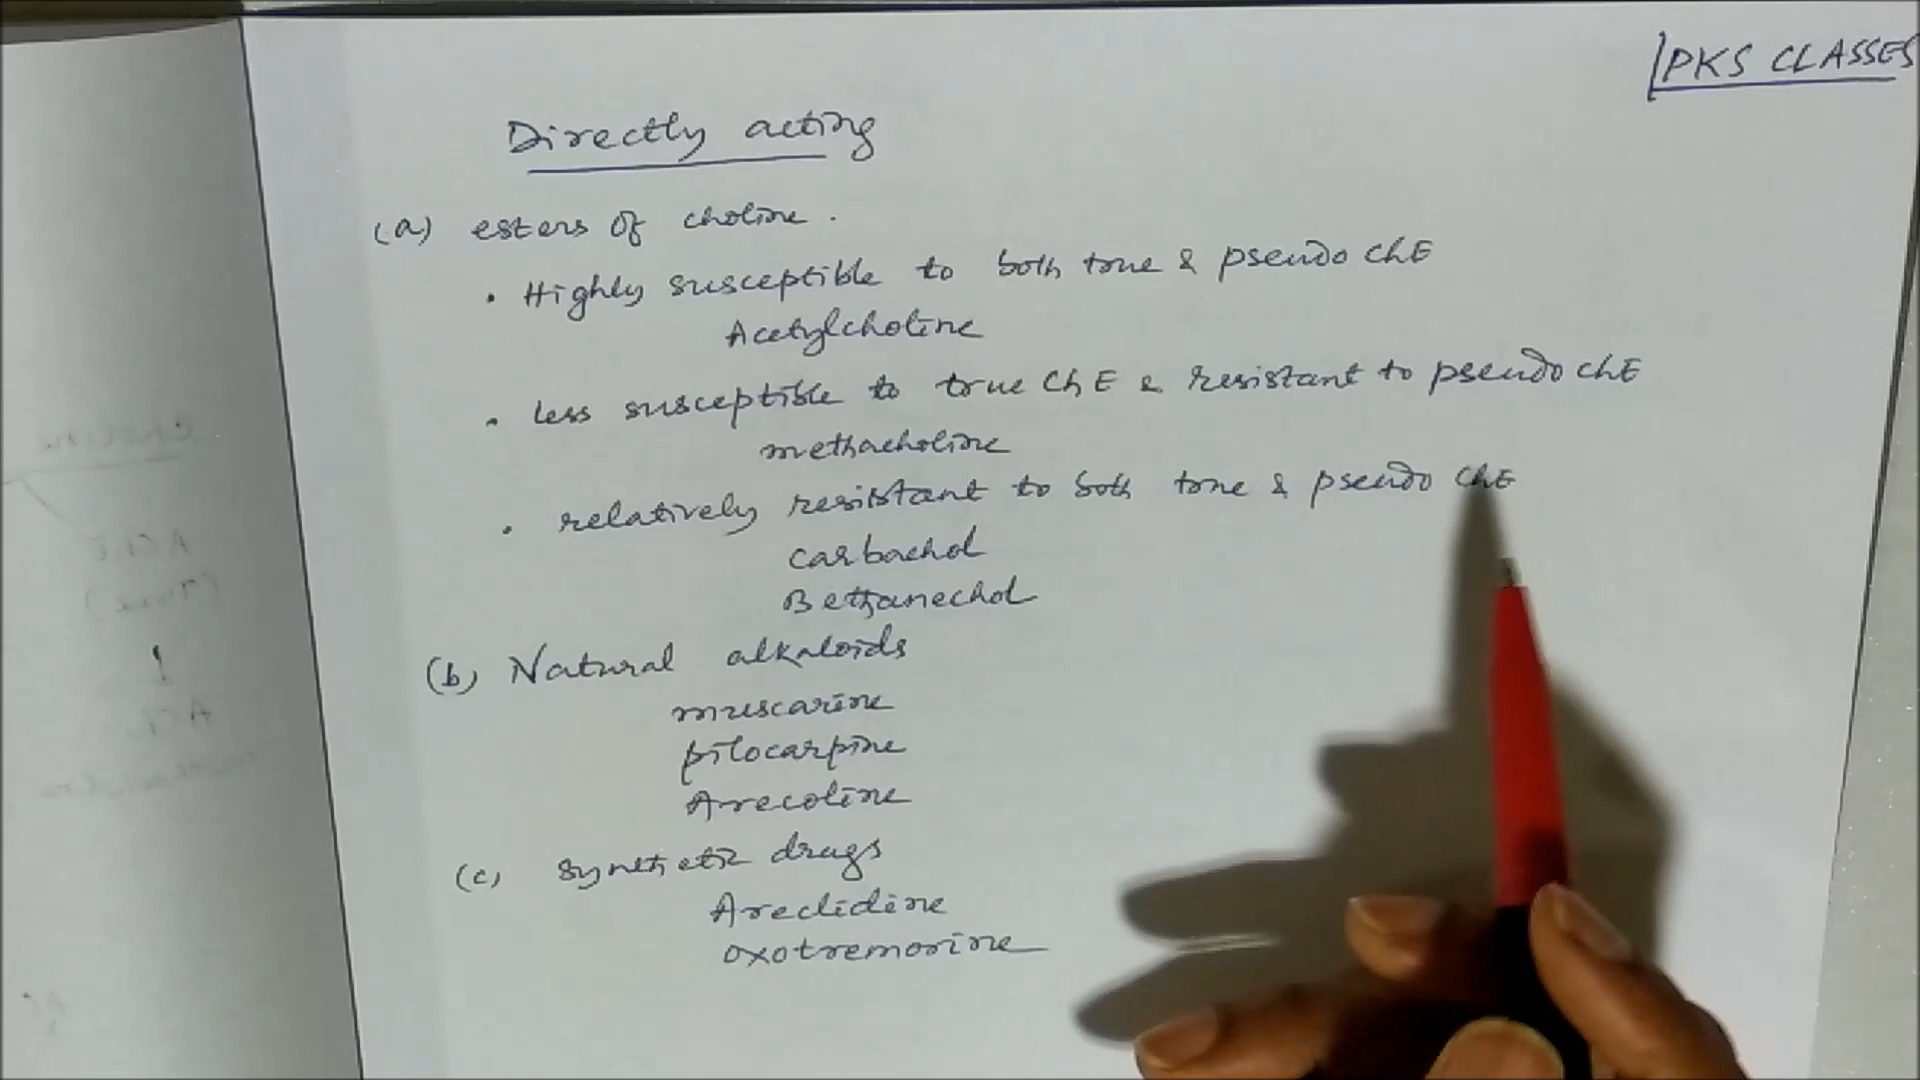 PKS CLASSES
Directly acting
(a) esters of choline.
• Highly susceptible to both true & pseudo ChE
Acetylcholine
• less susceptible to true ChE & resistant to pseudo ChE
methacholine
• relatively resistant to both true & pseudo ChE
carbachol
Bethanechol
(b) Natural alkaloids
muscarine
pilocarpine
Arecoline
(c) synthetic drugs
Areclidine
oxotremorine